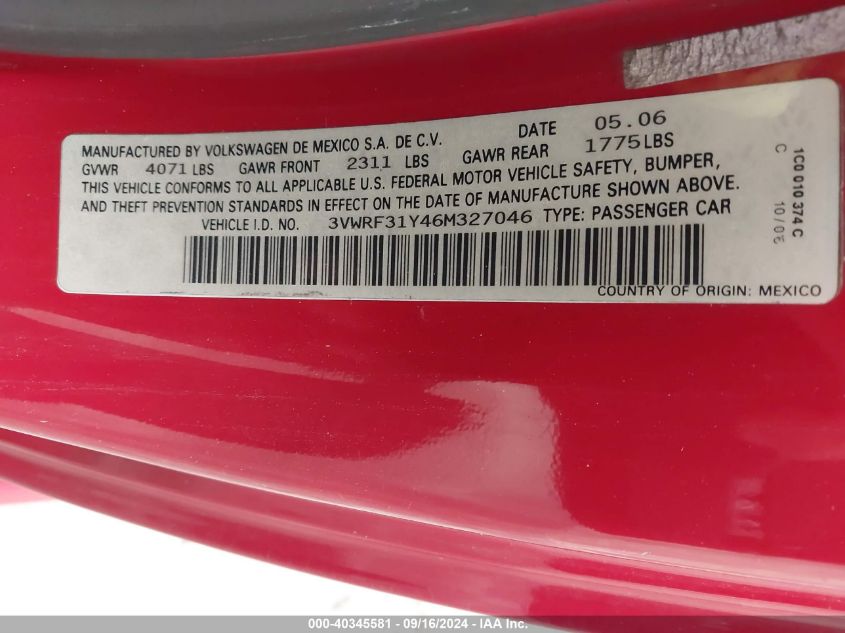 MANUFACTURED BY VOLKSWAGEN DE MEXICO S.A. DE C.V. DATE 05.06
GVWR 4071 LBS GAWR FRONT 2311 LBS GAWR REAR 1775LBS
THIS VEHICLE CONFORMS TO ALL APPLICABLE U.S. FEDERAL MOTOR VEHICLE SAFETY, BUMPER,
AND THEFT PREVENTION STANDARDS IN EFFECT ON THE DATE OF MANUFACTURE SHOWN ABOVE.
VEHICLE I.D. NO. 3VWRF31Y46M327046 TYPE: PASSENGER CAR
COUNTRY OF ORIGIN: MEXICO
1C0 010 374 C
C 10/06
000-40345581 - 09/16/2024 - IAA Inc.